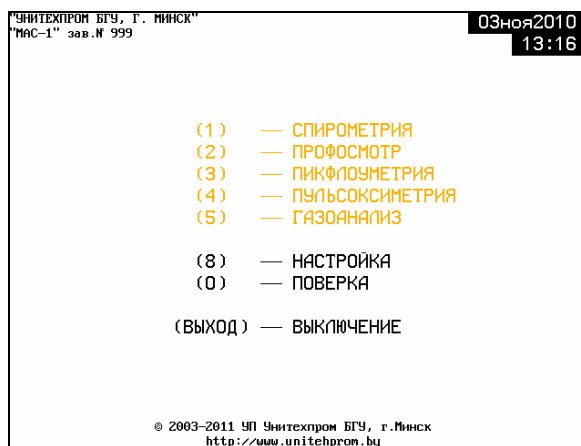 "УНИТЕХПРОМ БГУ, Г. МИНСК"
"МАС-1" зав.№ 999
03ноя2010
13:16
(1) — СПИРОМЕТРИЯ
(2) — ПРОФОСМОТР
(3) — ПИКФЛОУМЕТРИЯ
(4) — ПУЛЬСОКСИМЕТРИЯ
(5) — ГАЗОАНАЛИЗ
(8) — НАСТРОЙКА
(0) — ПОВЕРКА
(ВЫХОД) — ВЫКЛЮЧЕНИЕ
© 2003-2011 УП Унитехпром БГУ, г.Минск
http://www.unitehprom.by